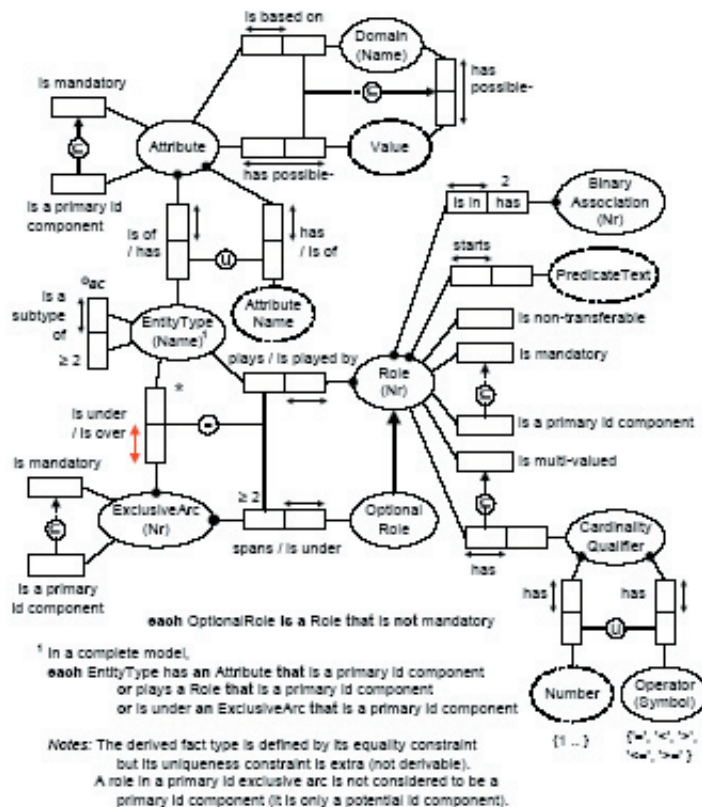 is based on
Domain
(Name)
has
possible-
is mandatory
Attribute
Value
has possible-
is a primary id
component
is of
/ has
has
/ is of
2
is in
has
Binary
Association
(Nr)
starts
PredicateText
is non-transferable
is mandatory
is a primary id component
is multi-valued
Attribute
Name
°ac
is a
subtype
of
≥ 2
EntityType
(Name)¹
plays / is played by
Role
(Nr)
*
is under
/ is over
=
is mandatory
ExclusiveArc
(Nr)
≥ 2
spans / is under
Optional
Role
has
Cardinality
Qualifier
is a primary
id component
has
has
U
U
Number
{1 .. }
Operator
(Symbol)
{'=', '<', '>',
'<=', '>=' }
each OptionalRole is a Role that is not mandatory
¹ In a complete model,
each EntityType has an Attribute that is a primary id component
or plays a Role that is a primary id component
or is under an ExclusiveArc that is a primary id component
Notes: The derived fact type is defined by its equality constraint
but its uniqueness constraint is extra (not derivable).
A role in a primary id exclusive arc is not considered to be a
primary id component (it is only a potential id component).